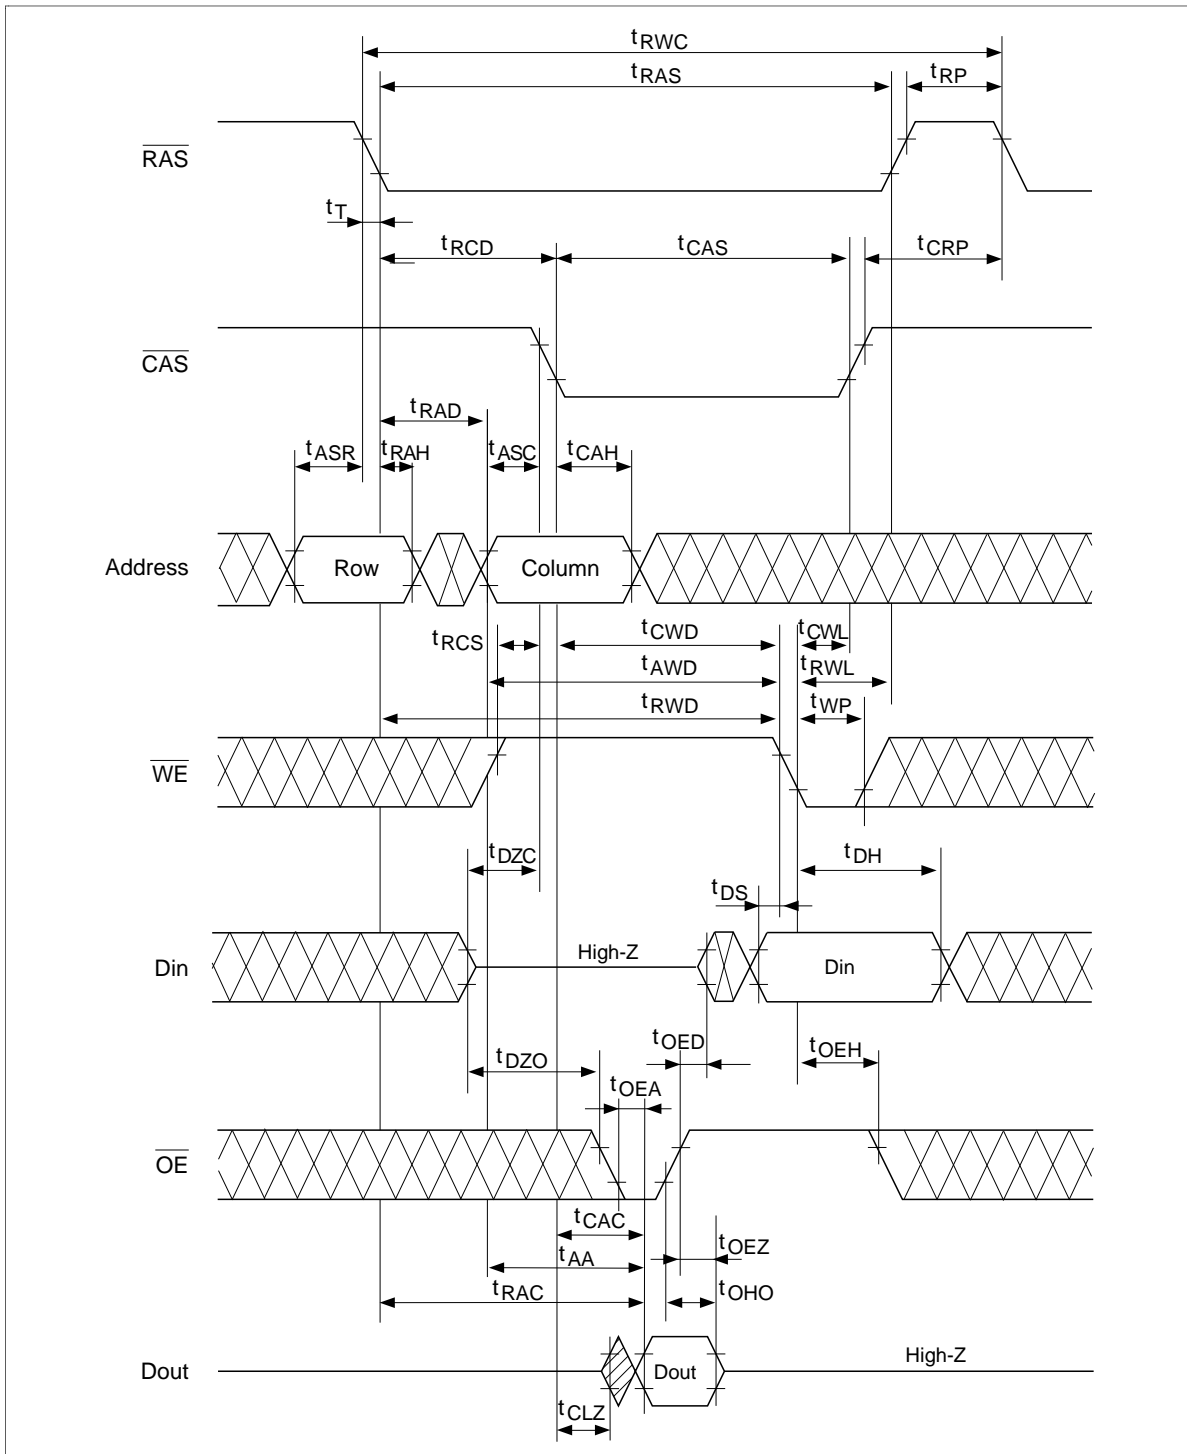 tRWC
tRAS
tRP
RAS
tT
tRCD
tCAS
tCRP
CAS
tRAD
tASR
tRAH
tASC
tCAH
Address
Row
Column
tRCS
tCWD
tCWL
tAWD
tRWL
tRWD
tWP
WE
tDZC
tDH
tDS
Din
High-Z
Din
tOED
tOEH
tDZO
tOEA
OE
tCAC
tOEZ
tAA
tRAC
tOHO
Dout
Dout
High-Z
tCLZ